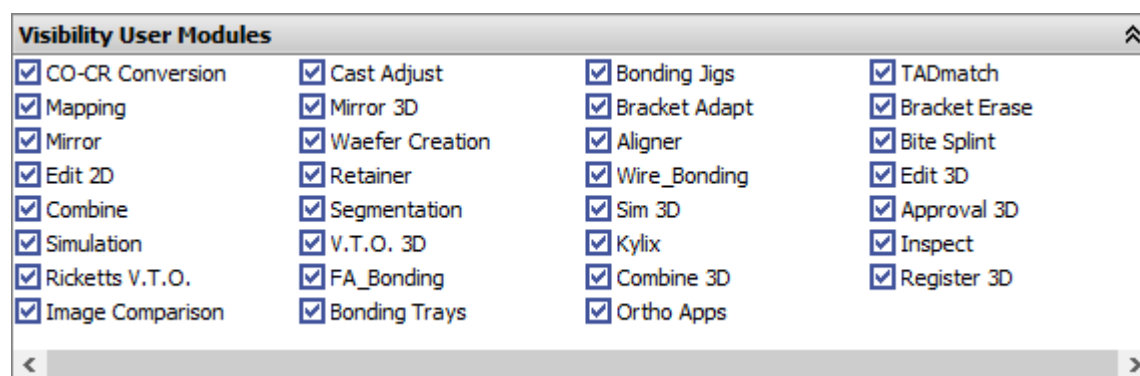 Visibility User Modules
CO-CR Conversion Cast Adjust Bonding Jigs TADmatch
Mapping Mirror 3D Bracket Adapt Bracket Erase
Mirror Waefer Creation Aligner Bite Splint
Edit 2D Retainer Wire_Bonding Edit 3D
Combine Segmentation Sim 3D Approval 3D
Simulation V.T.O. 3D Kylix Inspect
Ricketts V.T.O. FA_Bonding Combine 3D Register 3D
Image Comparison Bonding Trays Ortho Apps